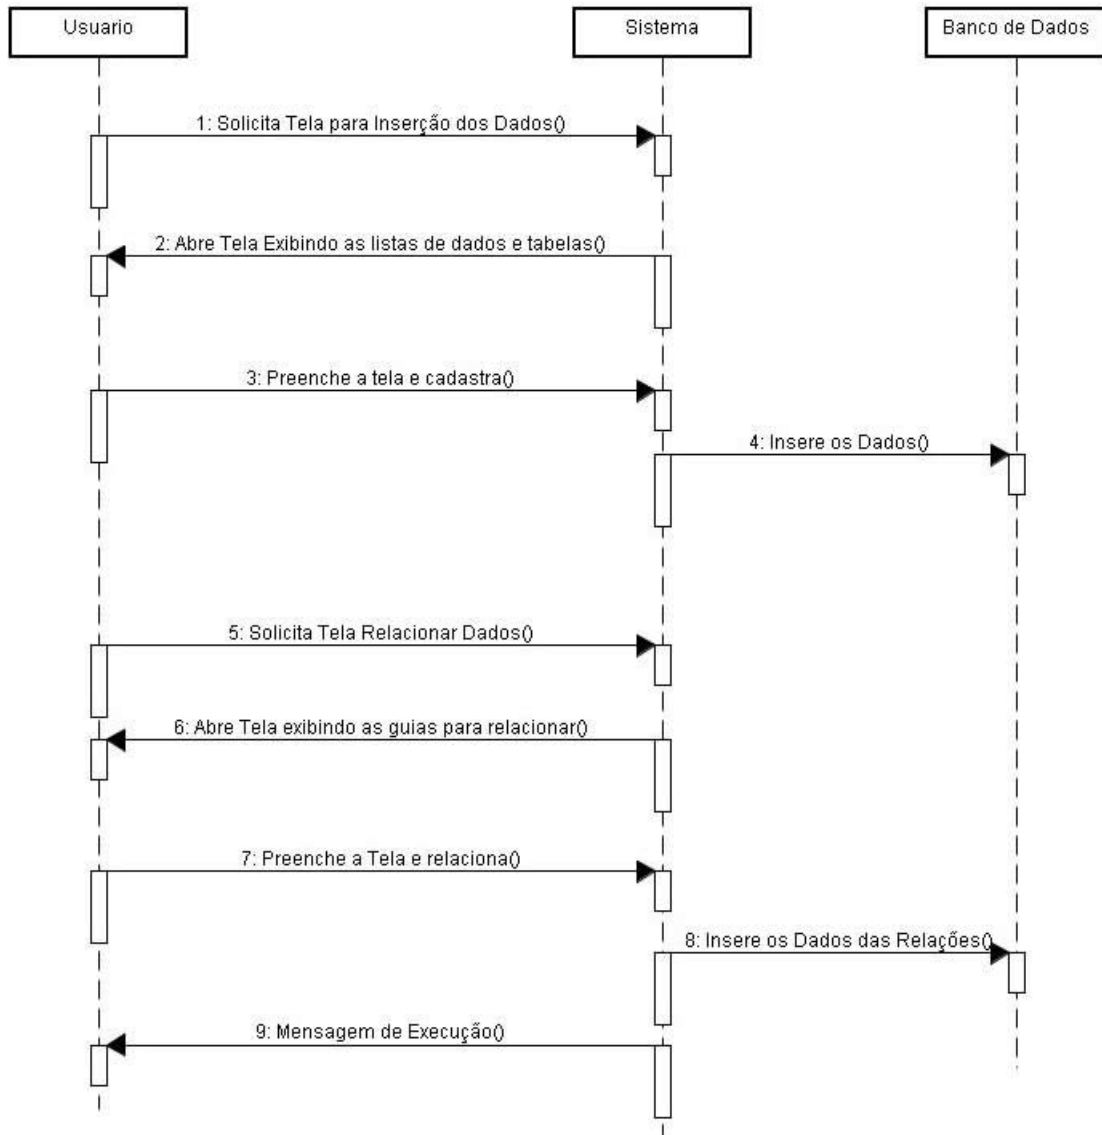 Usuario
Sistema
Banco de Dados
1: Solicita Tela para Inserção dos Dados()
2: Abre Tela Exibindo as listas de dados e tabelas()
3: Preenche a tela e cadastra()
4: Insere os Dados()
5: Solicita Tela Relacionar Dados()
6: Abre Tela exibindo as guias para relacionar()
7: Preenche a Tela e relaciona()
8: Insere os Dados das Relações()
9: Mensagem de Execução()